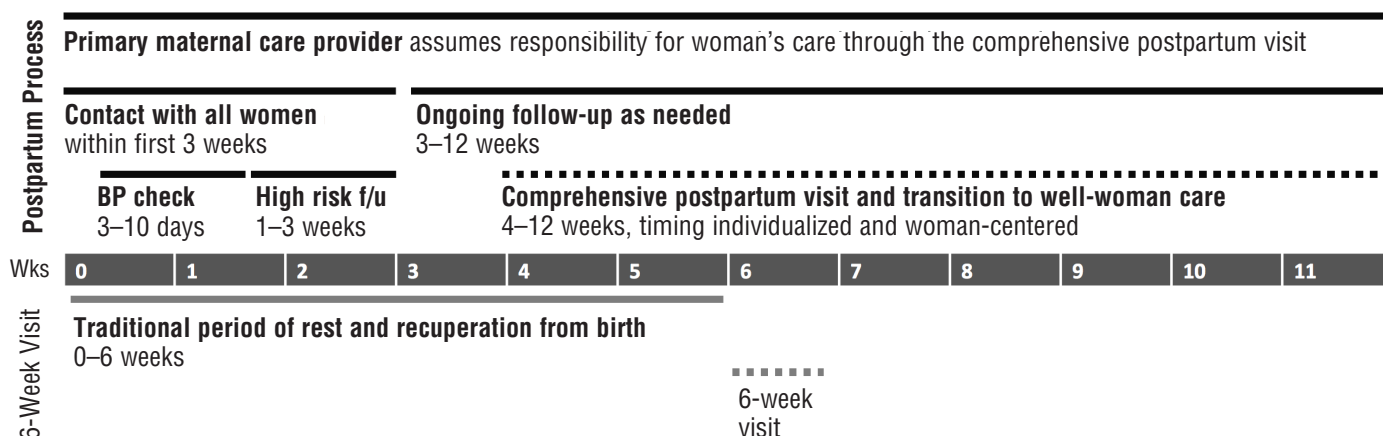 Postpartum Process
Primary maternal care provider assumes responsibility for woman’s care through the comprehensive postpartum visit
Contact with all women
within first 3 weeks
Ongoing follow-up as needed
3–12 weeks
BP check
3–10 days
High risk f/u
1–3 weeks
Comprehensive postpartum visit and transition to well-woman care
4–12 weeks, timing individualized and woman-centered
Wks 0 1 2 3 4 5 6 7 8 9 10 11
6-Week Visit
Traditional period of rest and recuperation from birth
0–6 weeks
6-week
visit